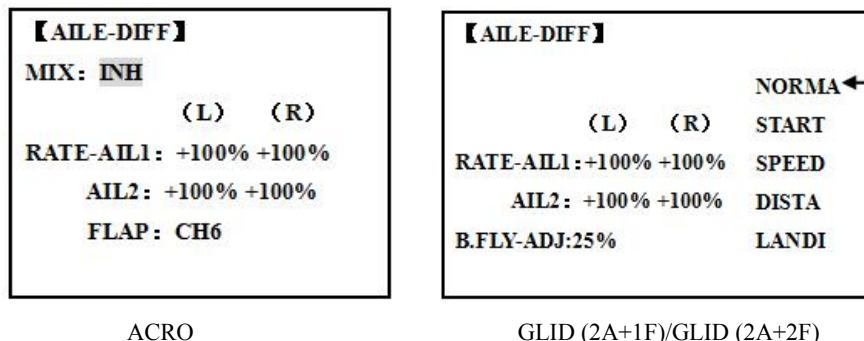 【AILE-DIFF】
MIX: INH
(L) (R)
RATE-AIL1: +100% +100%
AIL2: +100% +100%
FLAP: CH6
ACRO
【AILE-DIFF】
NORMA
(L) (R) START
RATE-AIL1:+100% +100% SPEED
AIL2: +100% +100% DISTA
B.FLY-ADJ:25% LANDI
GLID (2A+1F)/GLID (2A+2F)